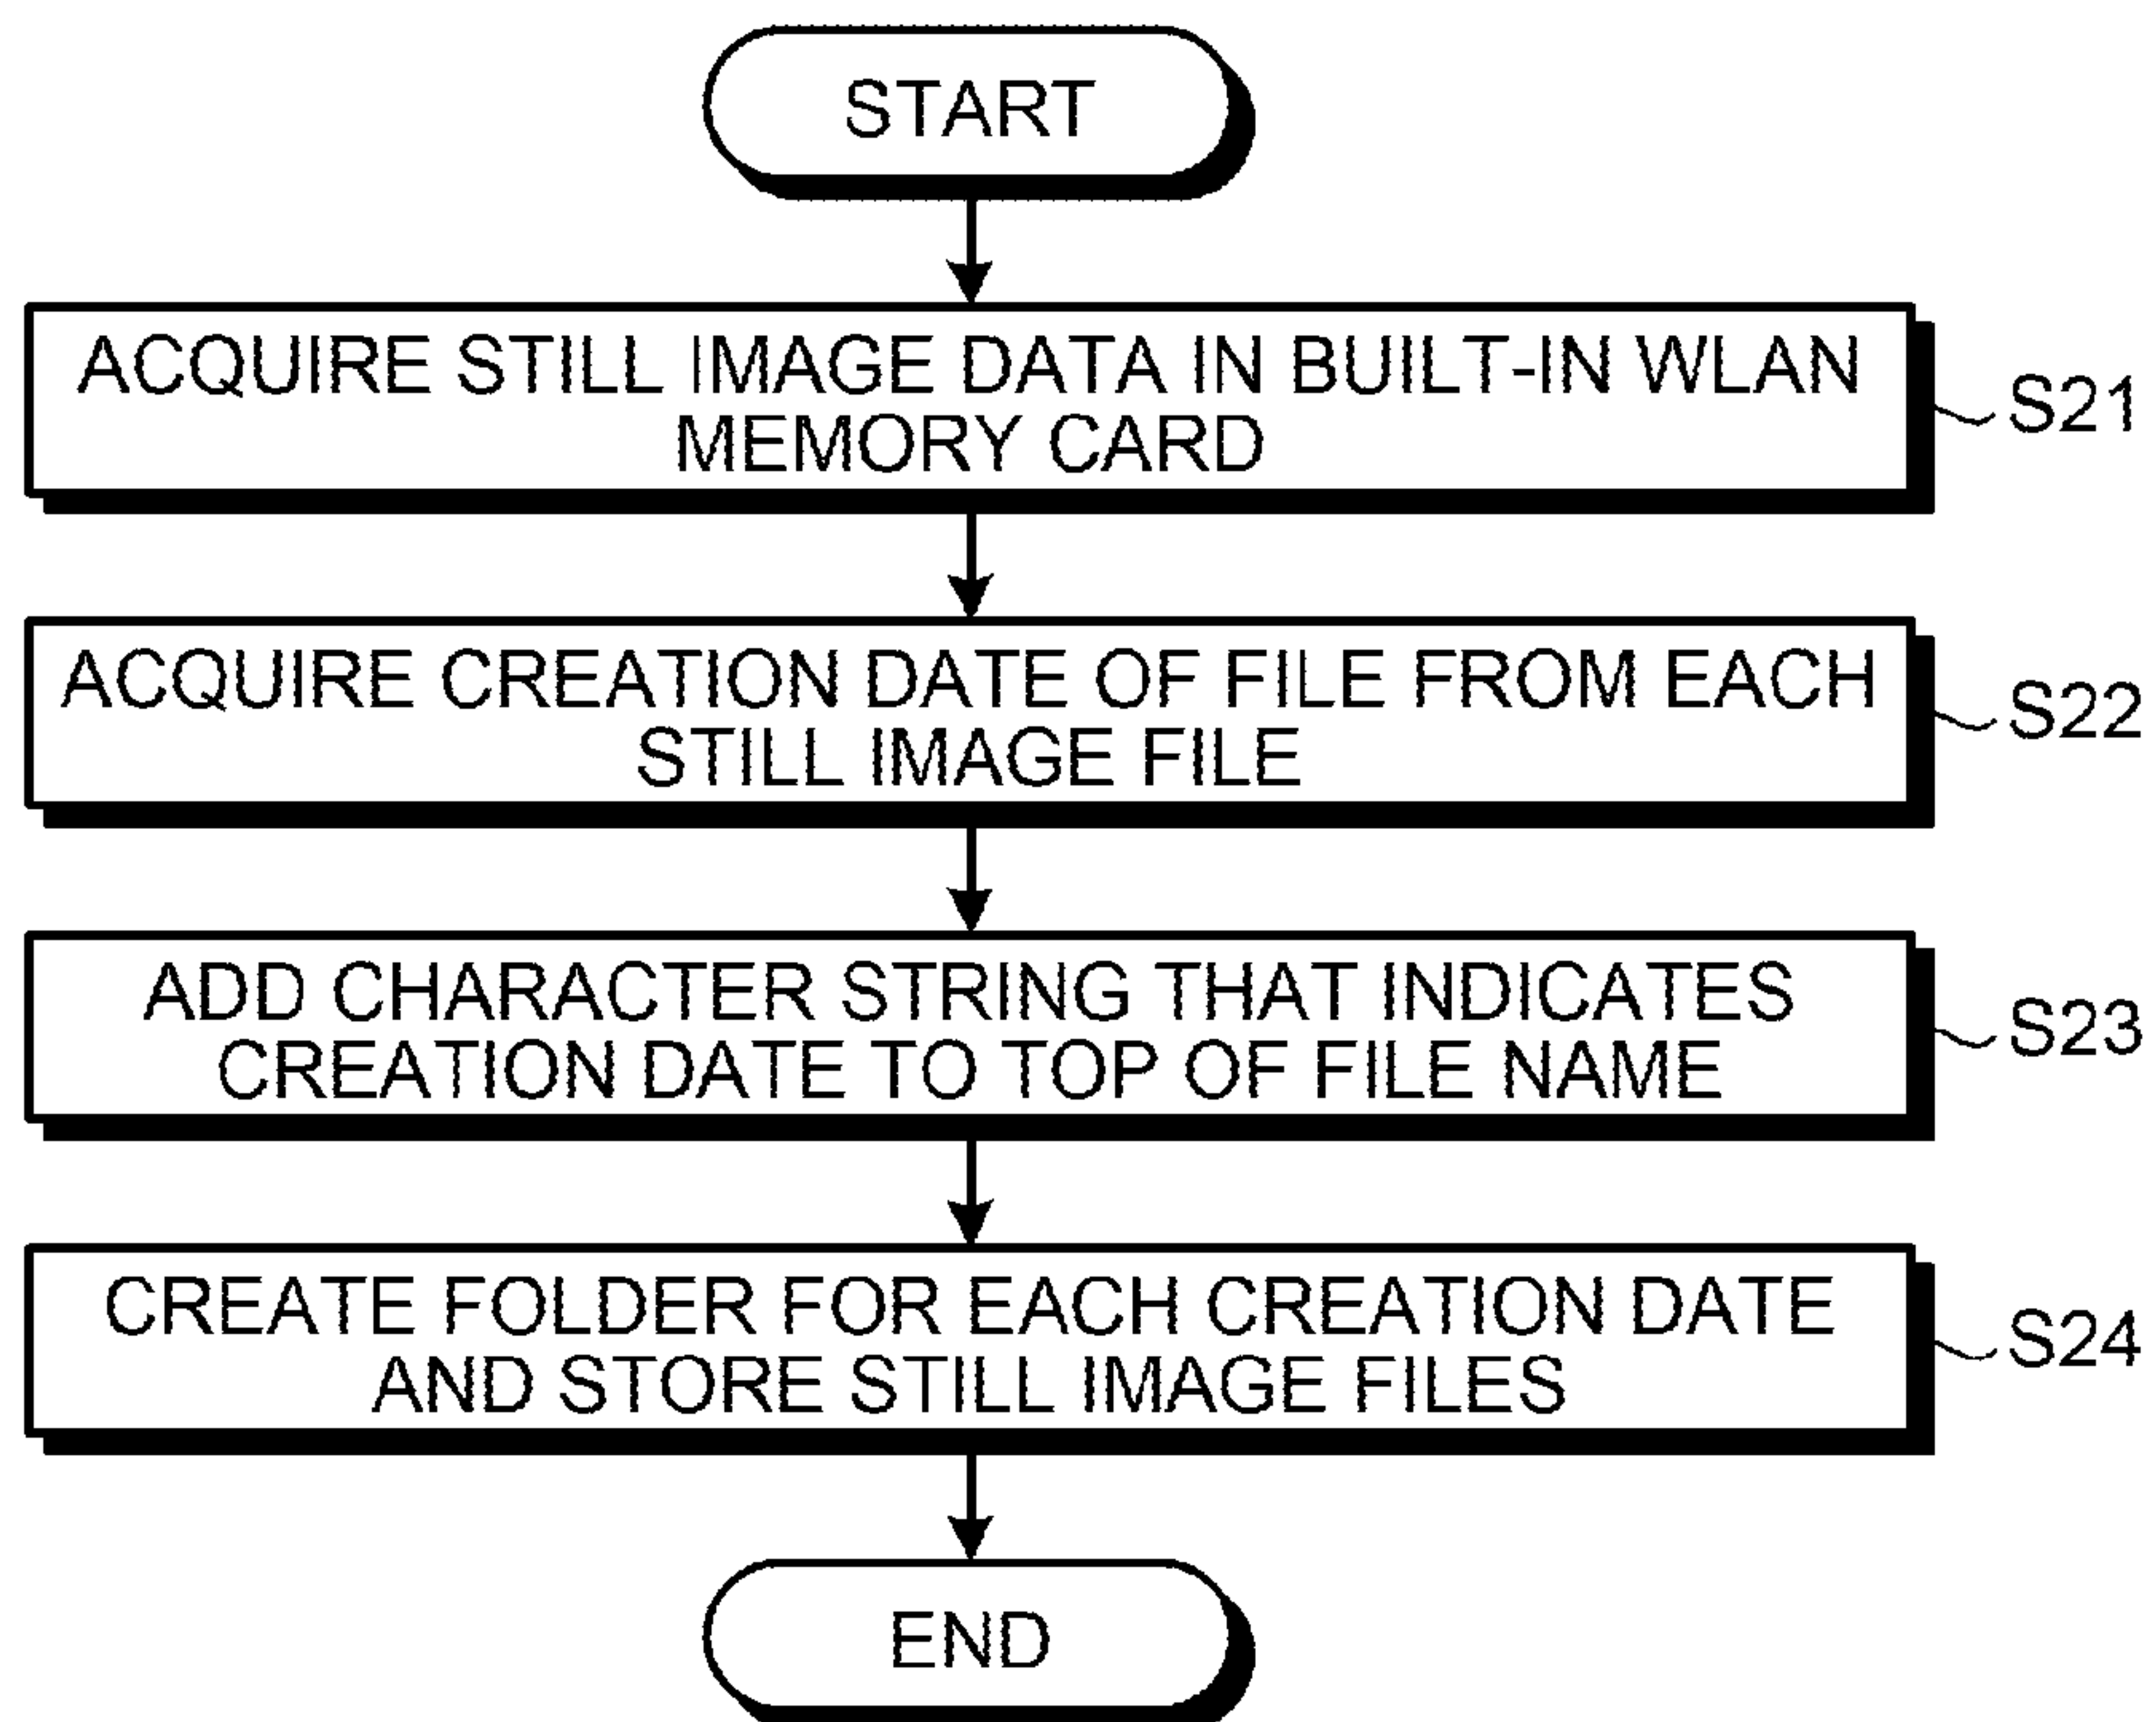 START
ACQUIRE STILL IMAGE DATA IN BUILT-IN WLAN
MEMORY CARD
S21
ACQUIRE CREATION DATE OF FILE FROM EACH
STILL IMAGE FILE
S22
ADD CHARACTER STRING THAT INDICATES
CREATION DATE TO TOP OF FILE NAME
S23
CREATE FOLDER FOR EACH CREATION DATE
AND STORE STILL IMAGE FILES
S24
END